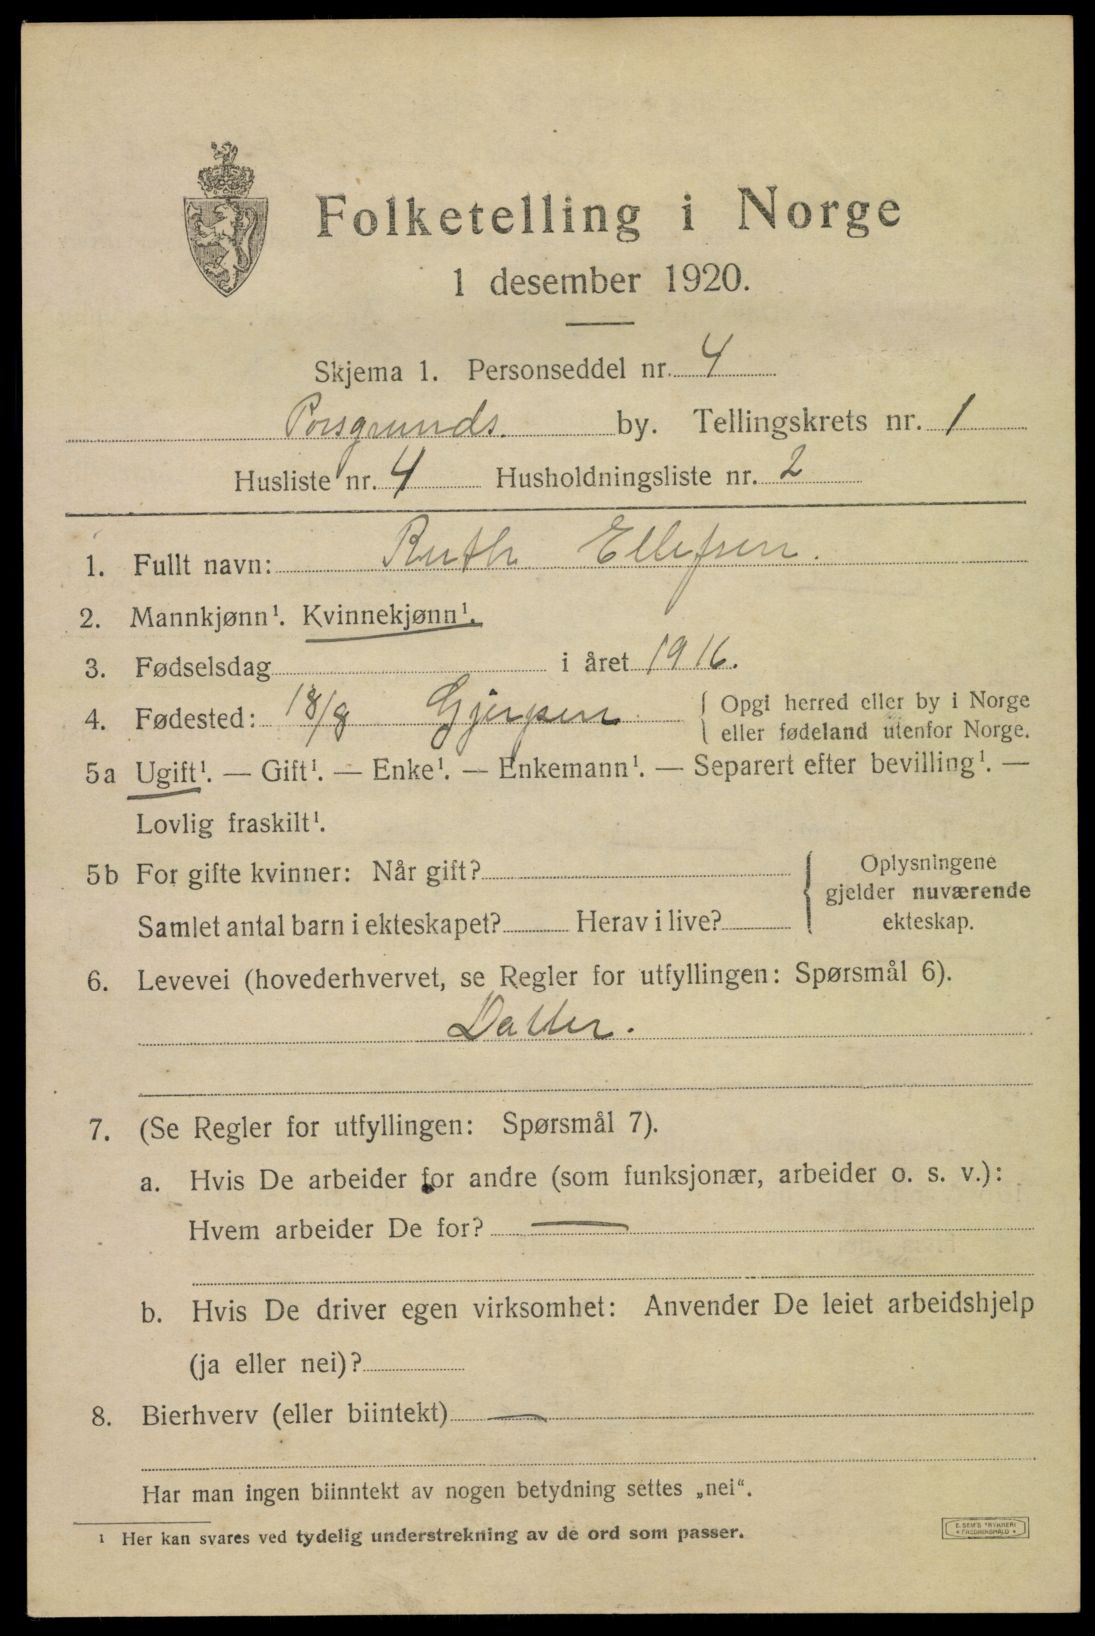 Folketelling i Norge
1 desember 1920.
Skjema 1. Personseddel nr. 4
Porsgrunds. by. Tellingskrets nr. 1
Husliste nr. 4 Husholdningsliste nr. 2
1. Fullt navn: Ruth Ellefsen.
2. Mannkjønn¹. Kvinnekjønn¹.
3. Fødselsdag i året 1916.
4. Fødested: 18/8 Gjerpen { Opgi herred eller by i Norge
eller fødeland utenfor Norge.
5a Ugift¹. — Gift¹. — Enke¹. — Enkemann¹. — Separert efter bevilling¹. —
Lovlig fraskilt¹.
5b For gifte kvinner: Når gift?
Samlet antal barn i ekteskapet? Herav i live?
{ Oplysningene
gjelder nuværende
ekteskap.
6. Levevei (hovederhvervet, se Regler for utfyllingen: Spørsmål 6).
Datter.
7. (Se Regler for utfyllingen: Spørsmål 7).
a. Hvis De arbeider for andre (som funksjonær, arbeider o. s. v.):
Hvem arbeider De for? —
b. Hvis De driver egen virksomhet: Anvender De leiet arbeidshjelp
(ja eller nei)?
8. Bierhverv (eller biintekt) —
Har man ingen biinntekt av nogen betydning settes „nei“.
¹ Her kan svares ved tydelig understrekning av de ord som passer.
E. SEM'S TRYKKERI
• FREDRIKSHALD •